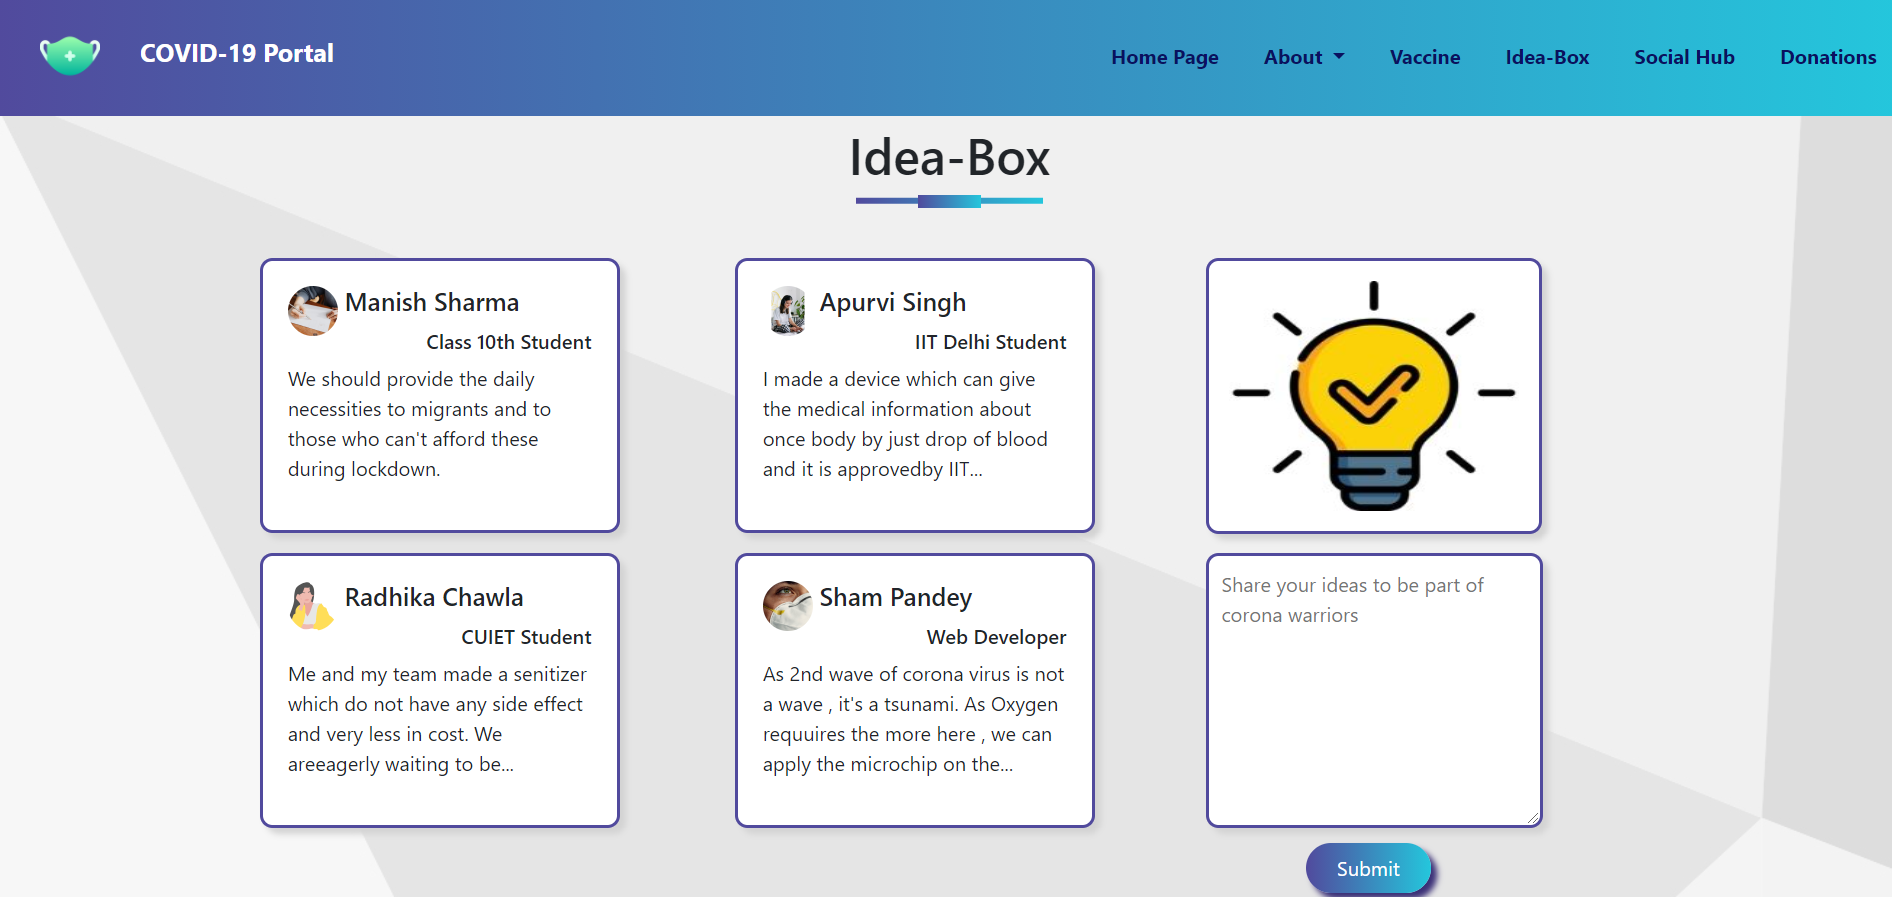 COVID-19 Portal
Home Page
About
Vaccine
Idea-Box
Social Hub
Donations
Idea-Box
Manish Sharma
Class 10th Student
We should provide the daily
necessities to migrants and to
those who can't afford these
during lockdown.
Apurvi Singh
IIT Delhi Student
I made a device which can give
the medical information about
once body by just drop of blood
and it is approvedby IIT...
Radhika Chawla
CUIET Student
Me and my team made a senitizer
which do not have any side effect
and very less in cost. We
areeagerly waiting to be...
Sham Pandey
Web Developer
As 2nd wave of corona virus is not
a wave , it's a tsunami. As Oxygen
requuires the more here , we can
apply the microchip on the...
Share your ideas to be part of
corona warriors
Submit